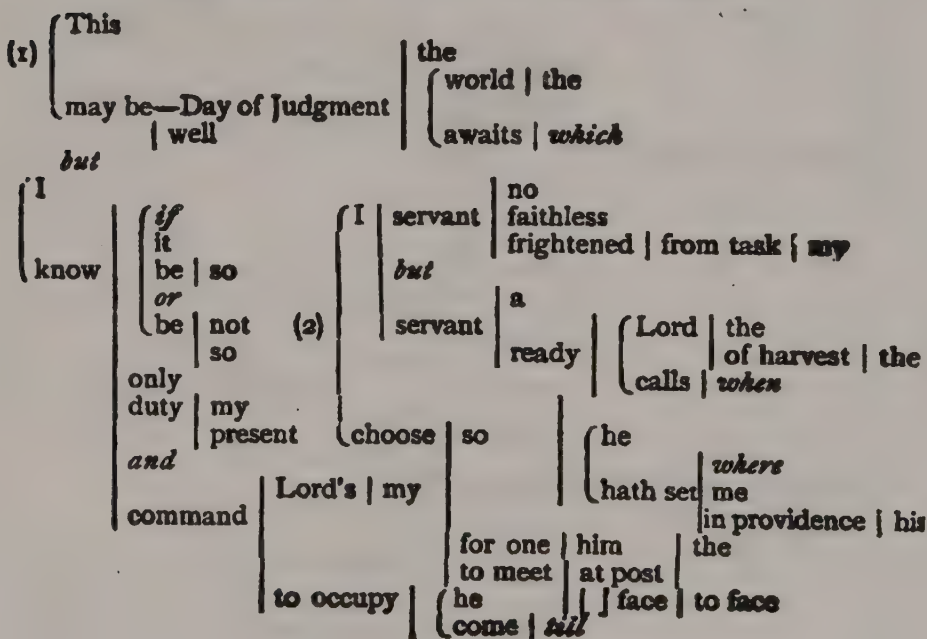 (1) This
the
world | the
may be—Day of Judgment
| well
awaits | which
but
I
know
if
it
be | so
or
be | not
so
only
duty | my
present
and
command
Lord's | my
to occupy
he
come | till
(2)
I
servant
no
faithless
frightened | from task | my
but
servant
a
ready
Lord | the
of harvest | the
calls | when
choose | so
he
where
hath set | me
in providence | his
for one | him
the
to meet | at post
[ ] face | to face